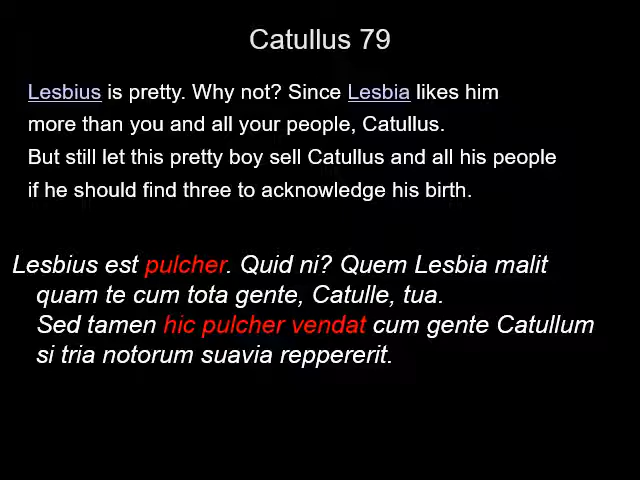 Catullus 79
Lesbius is pretty. Why not? Since Lesbia likes him
more than you and all your people, Catullus.
But still let this pretty boy sell Catullus and all his people
if he should find three to acknowledge his birth.
Lesbius est pulcher. Quid ni? Quem Lesbia malit
quam te cum tota gente, Catulle, tua.
Sed tamen hic pulcher vendat cum gente Catullum
si tria notorum suavia reppererit.